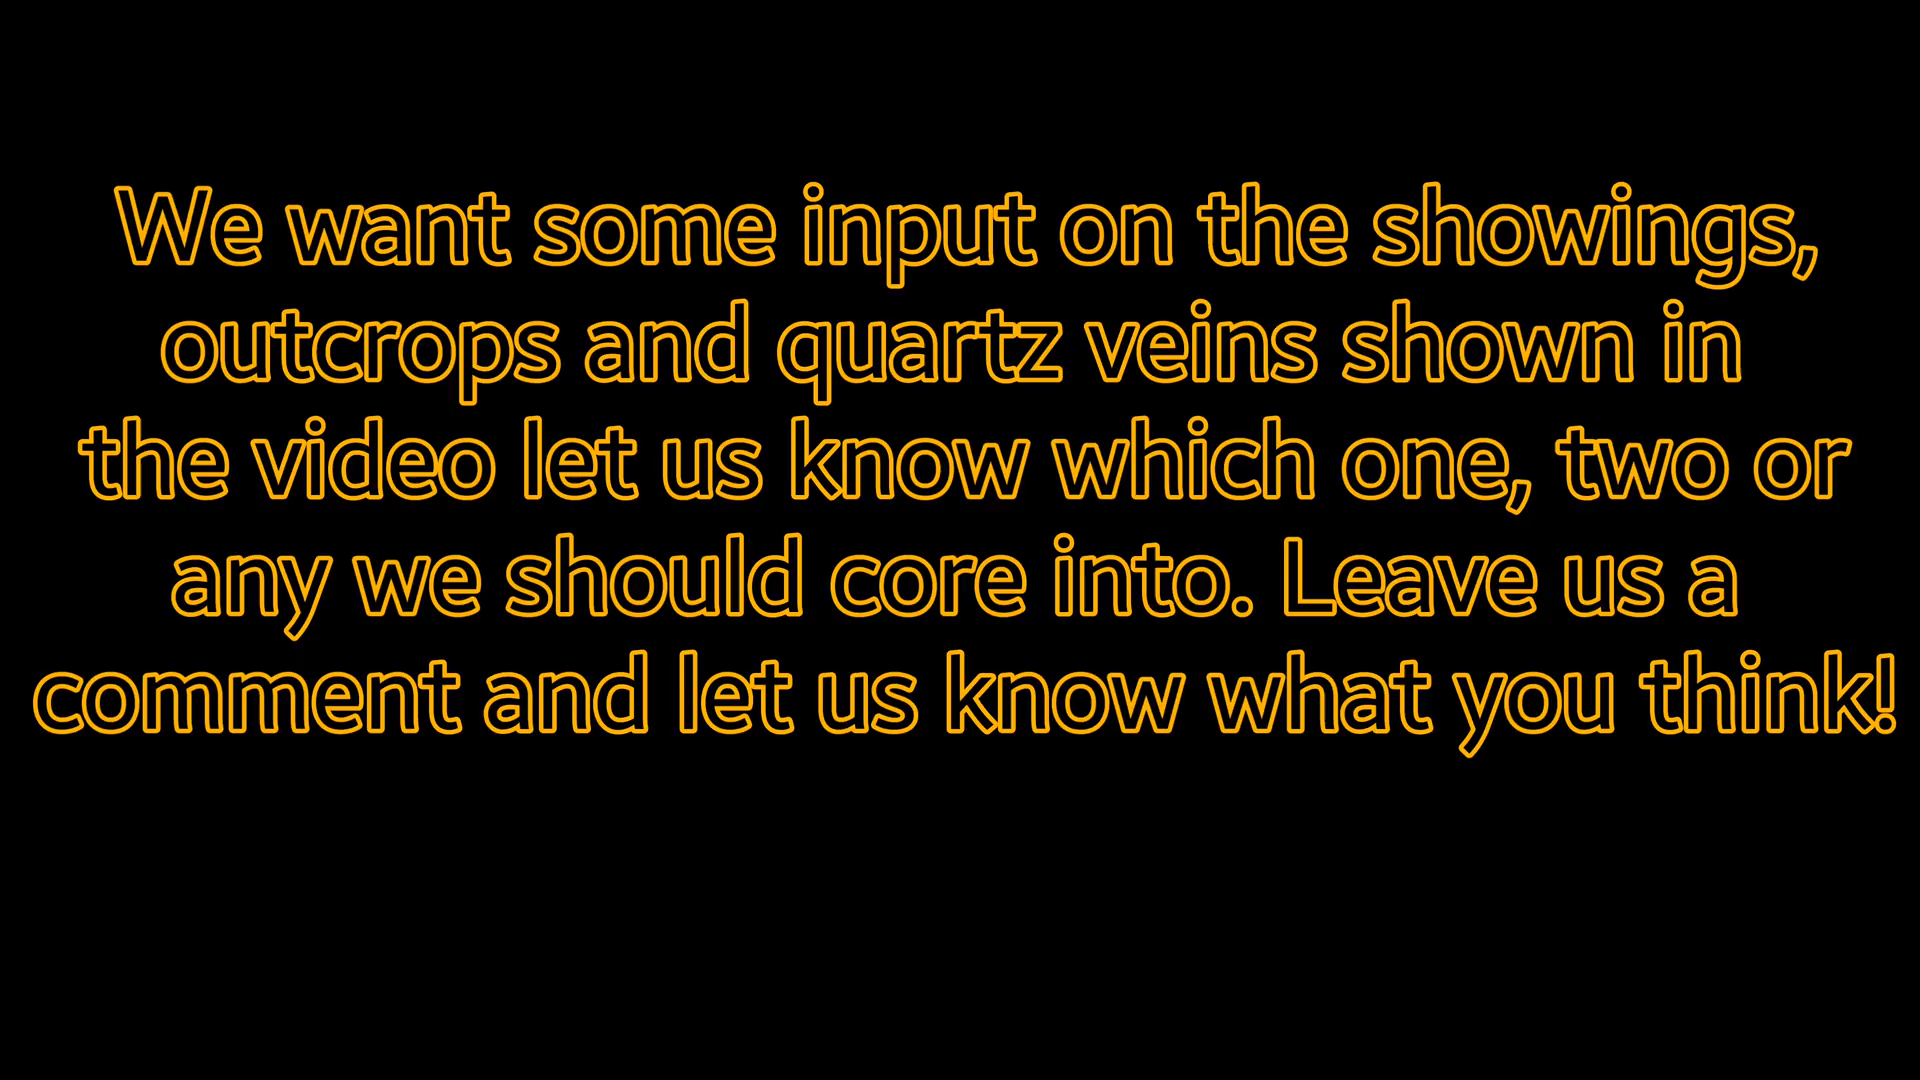 We want some input on the showings,
outcrops and quartz veins shown in
the video let us know which one, two or
any we should core into. Leave us a
comment and let us know what you think!